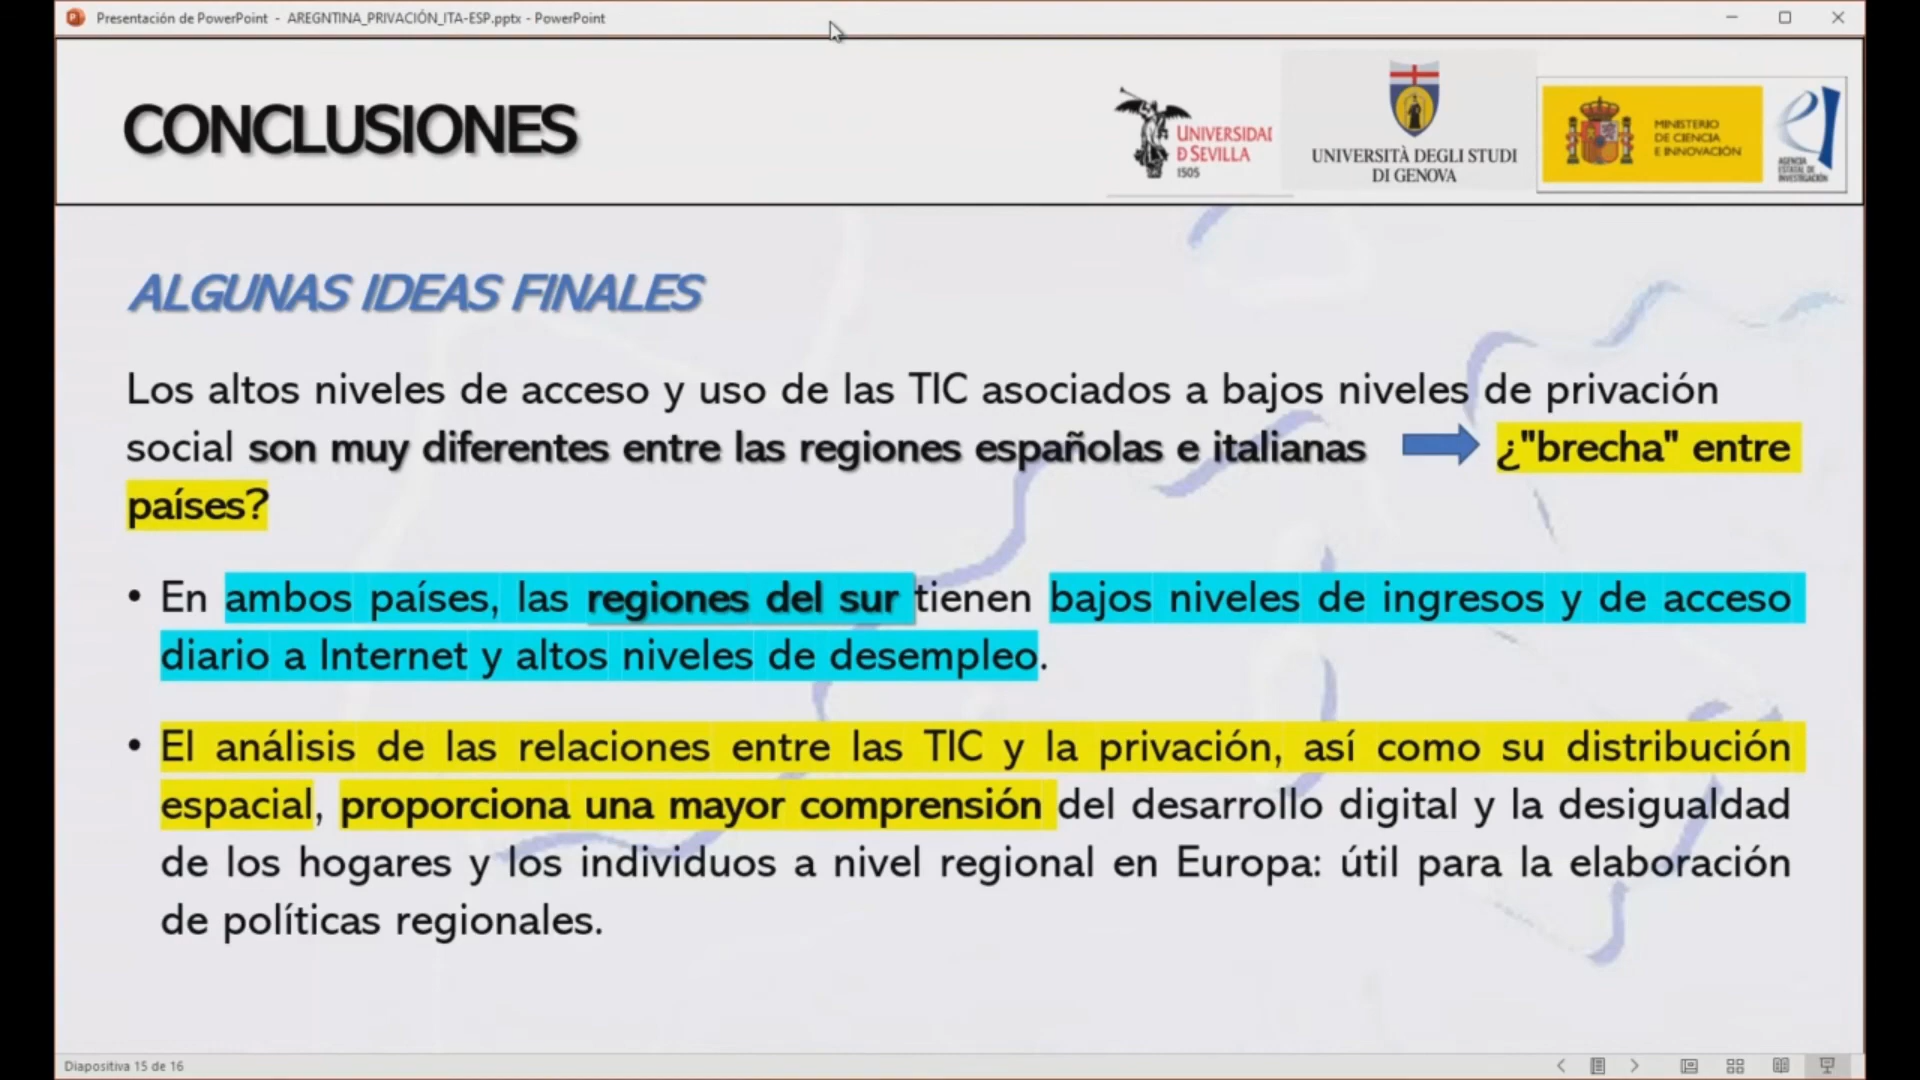 Presentación de PowerPoint - AREGNTINA_PRIVACIÓN_ITA-ESP.pptx - PowerPoint
CONCLUSIONES
UNIVERSIDAD
D SEVILLA
1505
UNIVERSITÀ DEGLI STUDI
DI GENOVA
MINISTERIO
DE CIENCIA
E INNOVACIÓN
AGENCIA
ESTATAL DE
INVESTIGACIÓN
ALGUNAS IDEAS FINALES
Los altos niveles de acceso y uso de las TIC asociados a bajos niveles de privación
social son muy diferentes entre las regiones españolas e italianas ¿"brecha" entre
países?
• En ambos países, las regiones del sur tienen bajos niveles de ingresos y de acceso
diario a Internet y altos niveles de desempleo.
• El análisis de las relaciones entre las TIC y la privación, así como su distribución
espacial, proporciona una mayor comprensión del desarrollo digital y la desigualdad
de los hogares y los individuos a nivel regional en Europa: útil para la elaboración
de políticas regionales.
Diapositiva 15 de 16